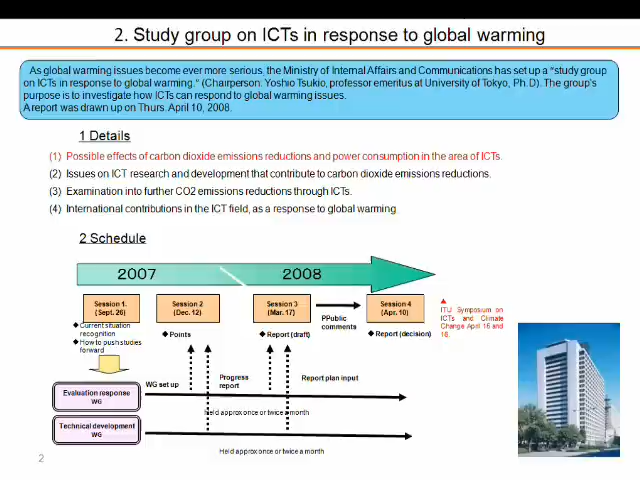 2. Study group on ICTs in response to global warming
As global warming issues become ever more serious, the Ministry of Internal Affairs and Communications has set up a “study group
on ICTs in response to global warming.” (Chairperson: Yoshio Tsukio, professor emeritus at University of Tokyo, Ph.D). The group's
purpose is to investigate how ICTs can respond to global warming issues.
A report was drawn up on Thurs. April 10, 2008.
1 Details
(1) Possible effects of carbon dioxide emissions reductions and power consumption in the area of ICTs.
(2) Issues on ICT research and development that contribute to carbon dioxide emissions reductions.
(3) Examination into further CO2 emissions reductions through ICTs.
(4) International contributions in the ICT field, as a response to global warming
2 Schedule
2007
2008
Session 1.
(Sept. 26)
Session 2
(Dec. 12)
Session 3
(Mar. 17)
PPublic
comments
Session 4
(Apr. 10)
▲
ITU Symposium on
ICTs and Climate
Change April 15 and
16.
◆ Current situation
recognition
◆ How to push studies
forward
◆ Points
◆ Report (draft)
◆ Report (decision)
WG set up
Progress
report
Report plan input
Evaluation response
WG
Held approx once or twice a month
Technical development
WG
Held approx once or twice a month
2